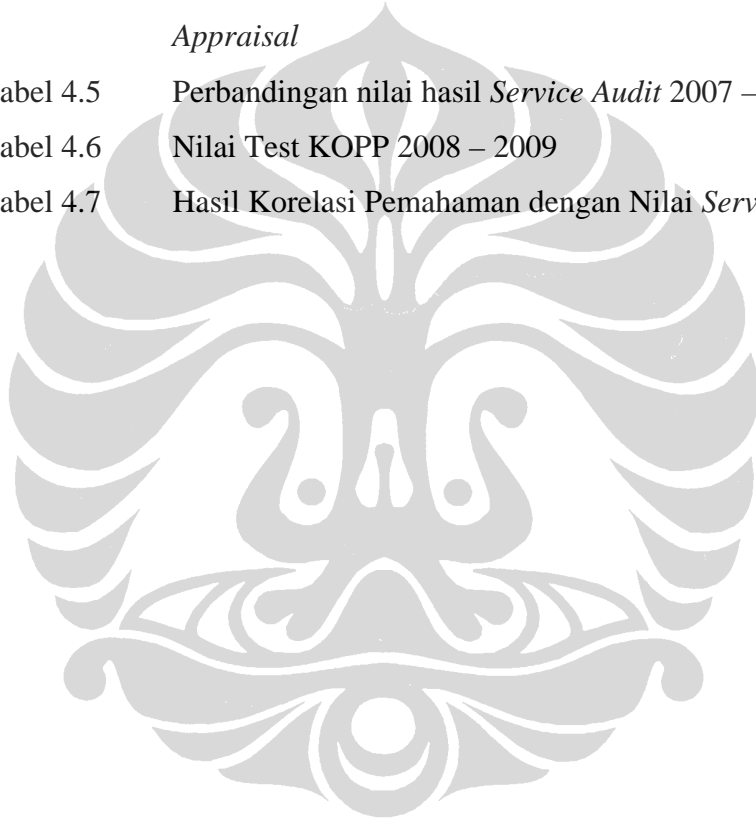 Appraisal
abel 4.5 Perbandingan nilai hasil Service Audit 2007 –
abel 4.6 Nilai Test KOPP 2008 – 2009
abel 4.7 Hasil Korelasi Pemahaman dengan Nilai Serv